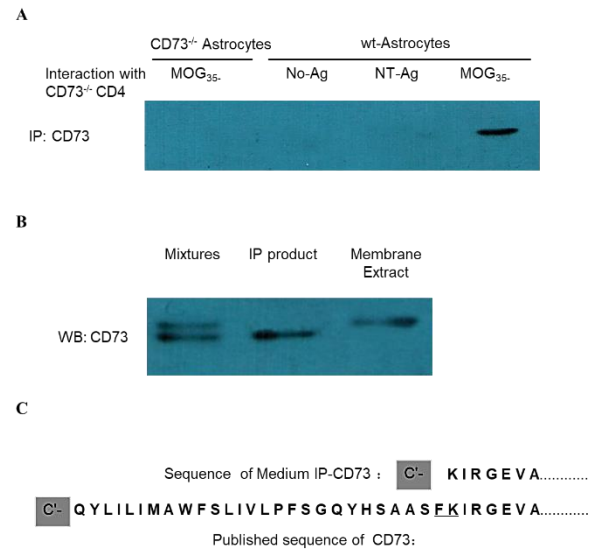 A
CD73-/- Astrocytes
wt-Astrocytes
Interaction with
CD73-/- CD4
MOG35-
No-Ag
NT-Ag
MOG35-
IP: CD73
B
Mixtures
IP product
Membrane
Extract
WB: CD73
C
Sequence of Medium IP-CD73 :
C'-
K I R G E V A............
C'-
Q Y L I L I M A W F S L I V L P F S G Q Y H S A A S F K I R G E V A............
Published sequence of CD73: